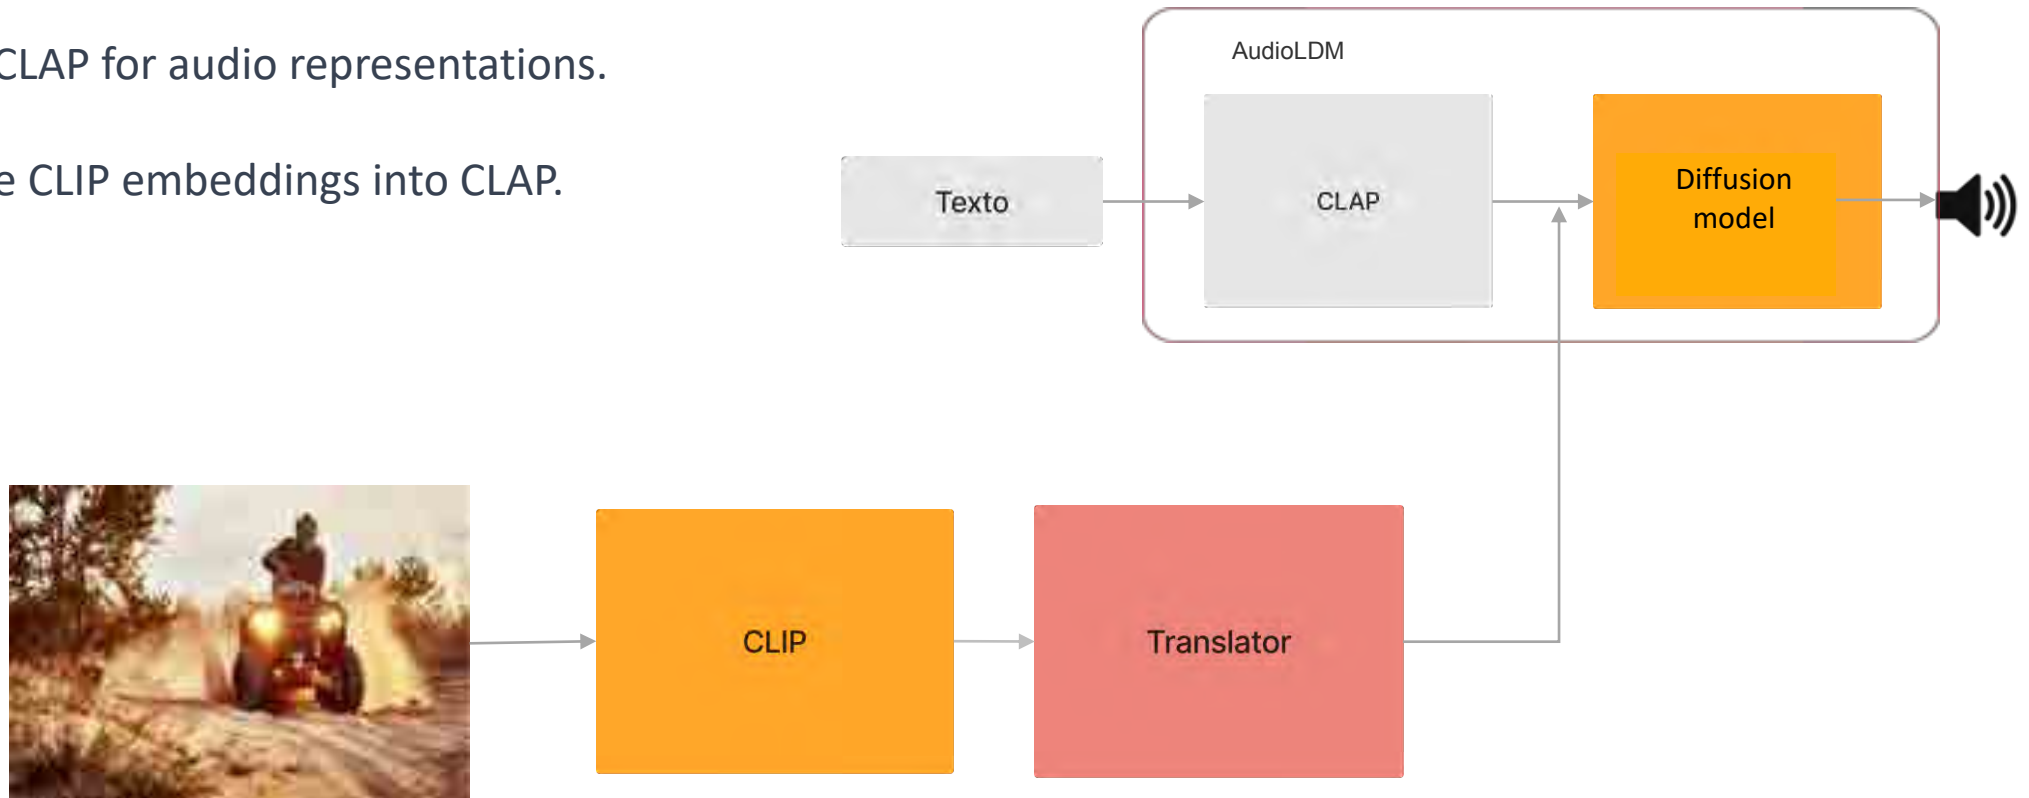 CLAP for audio representations.
e CLIP embeddings into CLAP.
AudioLDM
Texto
CLAP
Diffusion
model
CLIP
Translator